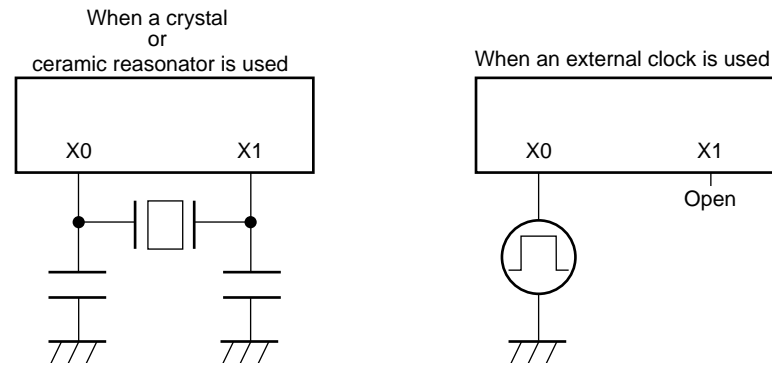 When a crystal
or
ceramic reasonator is used
X0
X1
When an external clock is used
X0
X1
Open